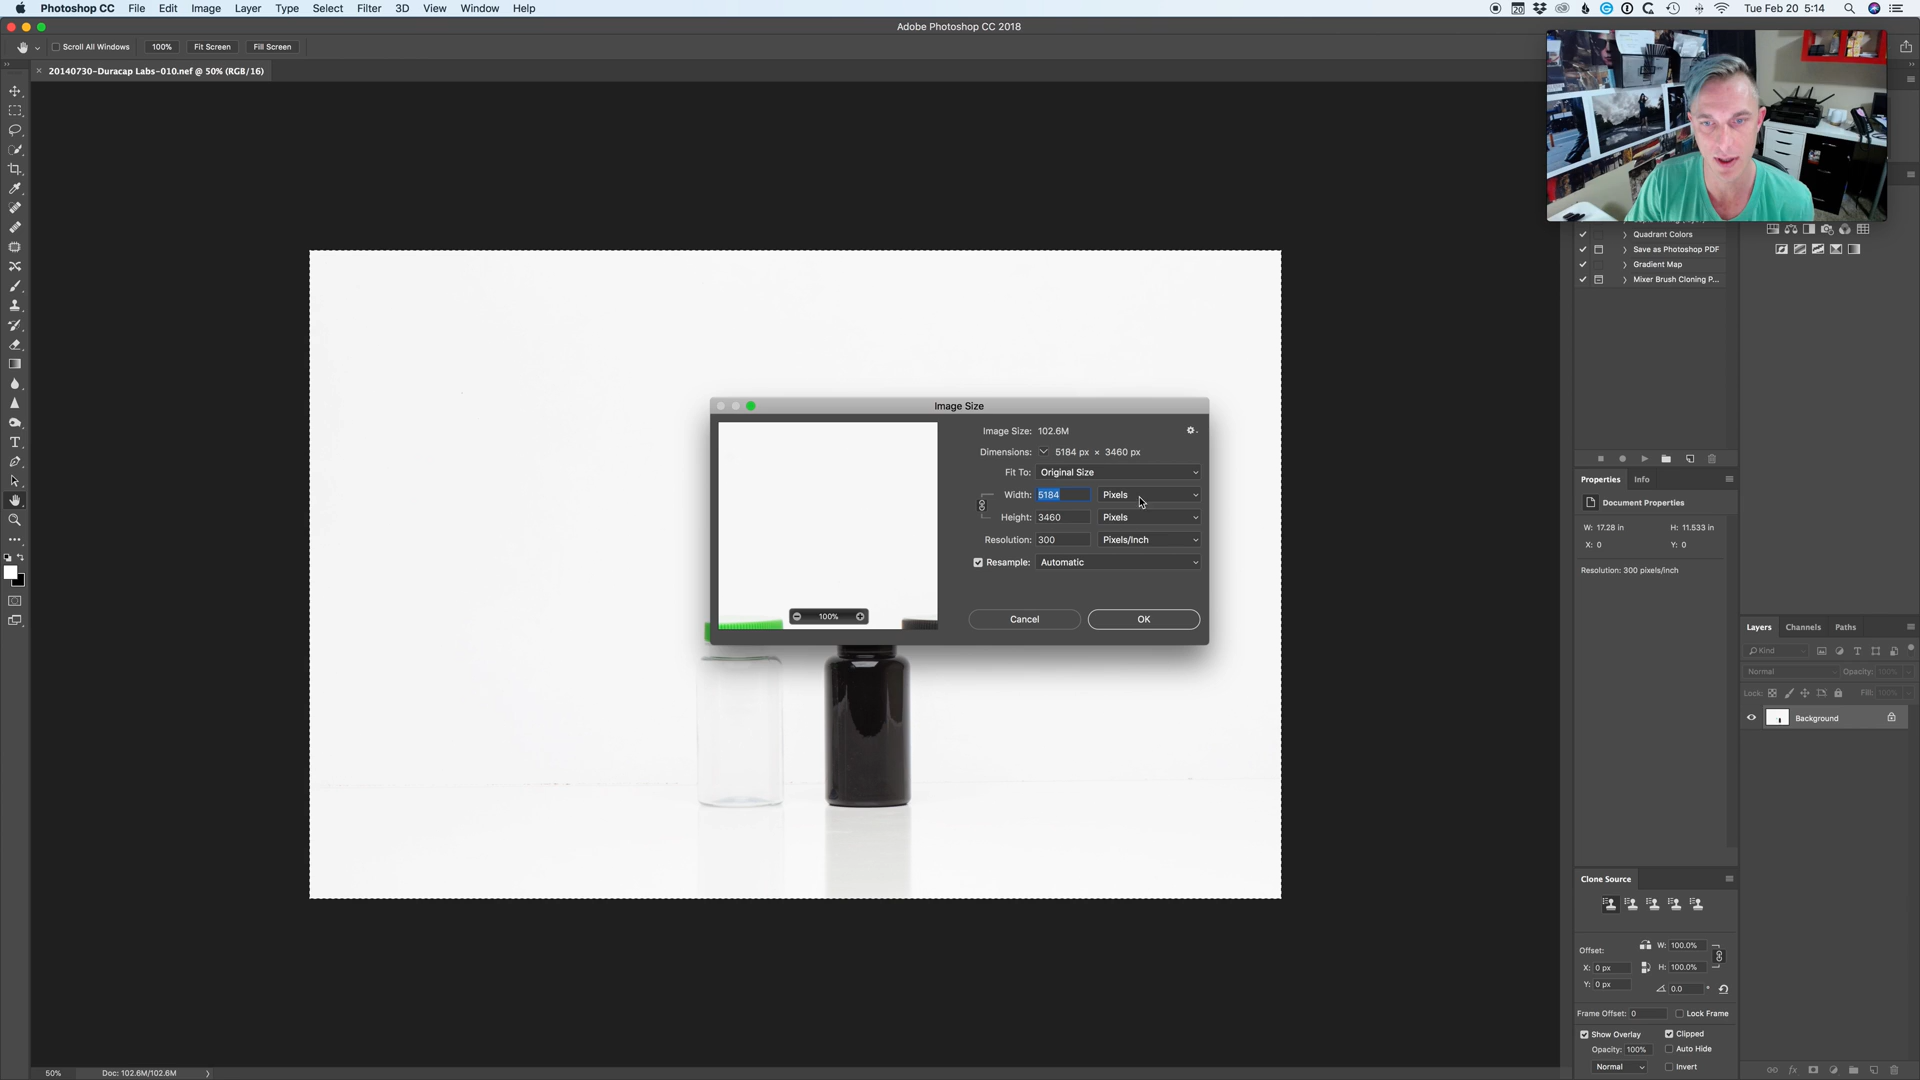 Photoshop CC File Edit Image Layer Type Select Filter 3D View Window Help
20 Tue Feb 20 5:14
Adobe Photoshop CC 2018
Scroll All Windows 100% Fit Screen Fill Screen
20140730-Duracap Labs-010.nef @ 50% (RGB/16)
Quadrant Colors
Save as Photoshop PDF
Gradient Map
Mixer Brush Cloning P...
Image Size
Image Size: 102.6M
Dimensions: 5184 px × 3460 px
Fit To: Original Size
Width: 5184 Pixels
Height: 3460 Pixels
Resolution: 300 Pixels/Inch
Resample: Automatic
100%
Cancel OK
Properties Info
Document Properties
W: 17.28 in H: 11.533 in
X: 0 Y: 0
Resolution: 300 pixels/inch
Layers Channels Paths
Kind
Normal Opacity: 100%
Lock: Fill: 100%
Background
Clone Source
Offset: W: 100.0%
X: 0 px H: 100.0%
Y: 0 px 0.0 °
Frame Offset: 0 Lock Frame
Show Overlay Clipped
Opacity: 100% Auto Hide
Normal Invert
50% Doc: 102.6M/102.6M